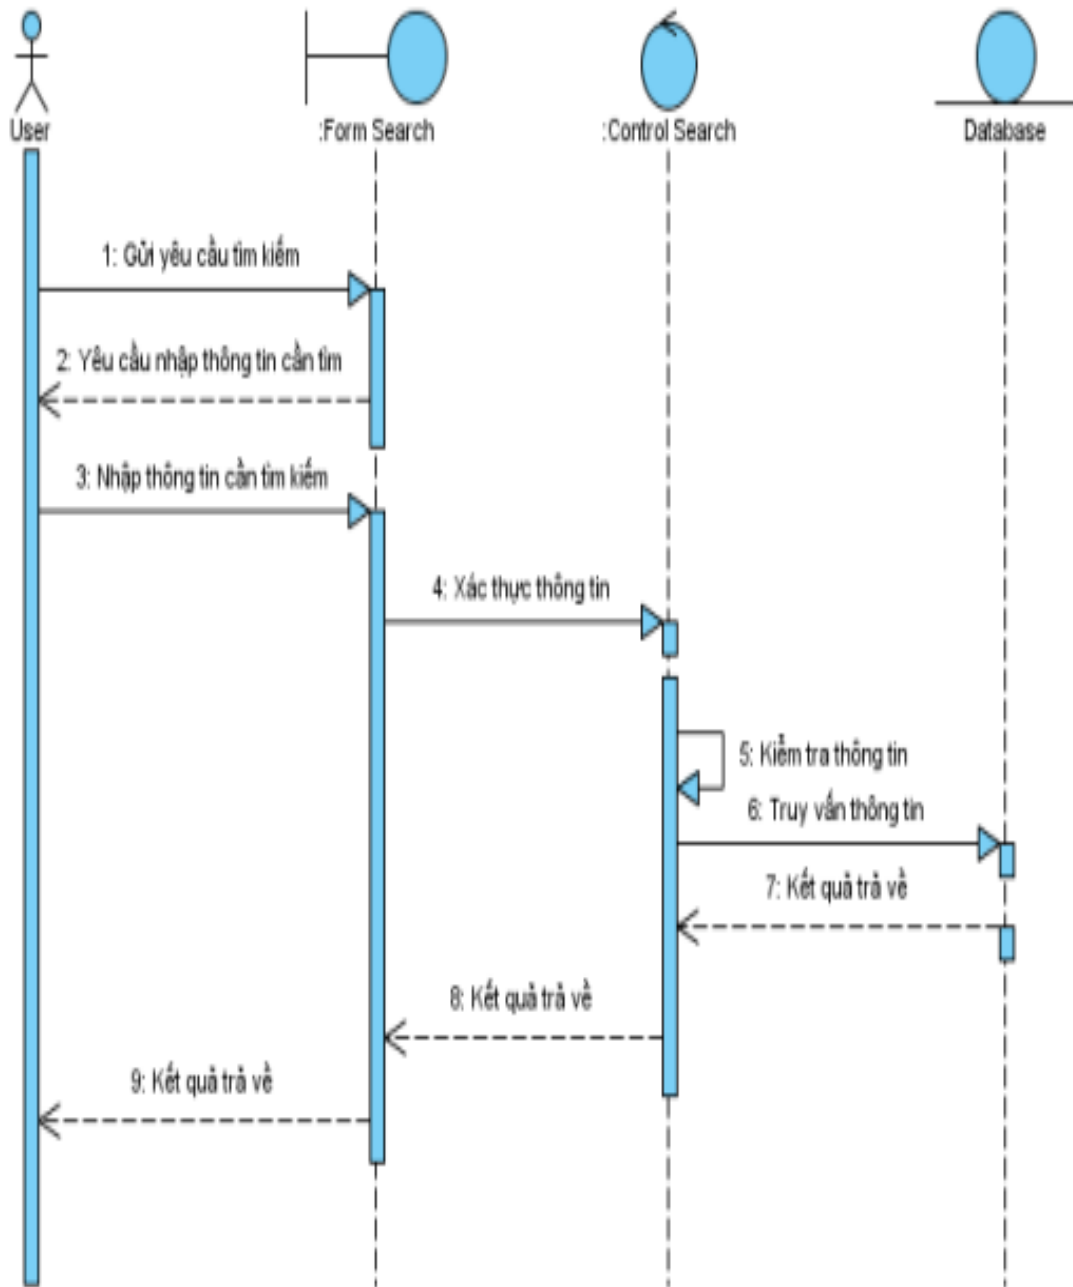 User
:Form Search
:Control Search
Database
1: Gửi yêu cầu tìm kiếm
2: Yêu cầu nhập thông tin cần tìm
3: Nhập thông tin cần tìm kiếm
4: Xác thực thông tin
5: Kiểm tra thông tin
6: Truy vấn thông tin
7: Kết quả trả về
8: Kết quả trả về
9: Kết quả trả về